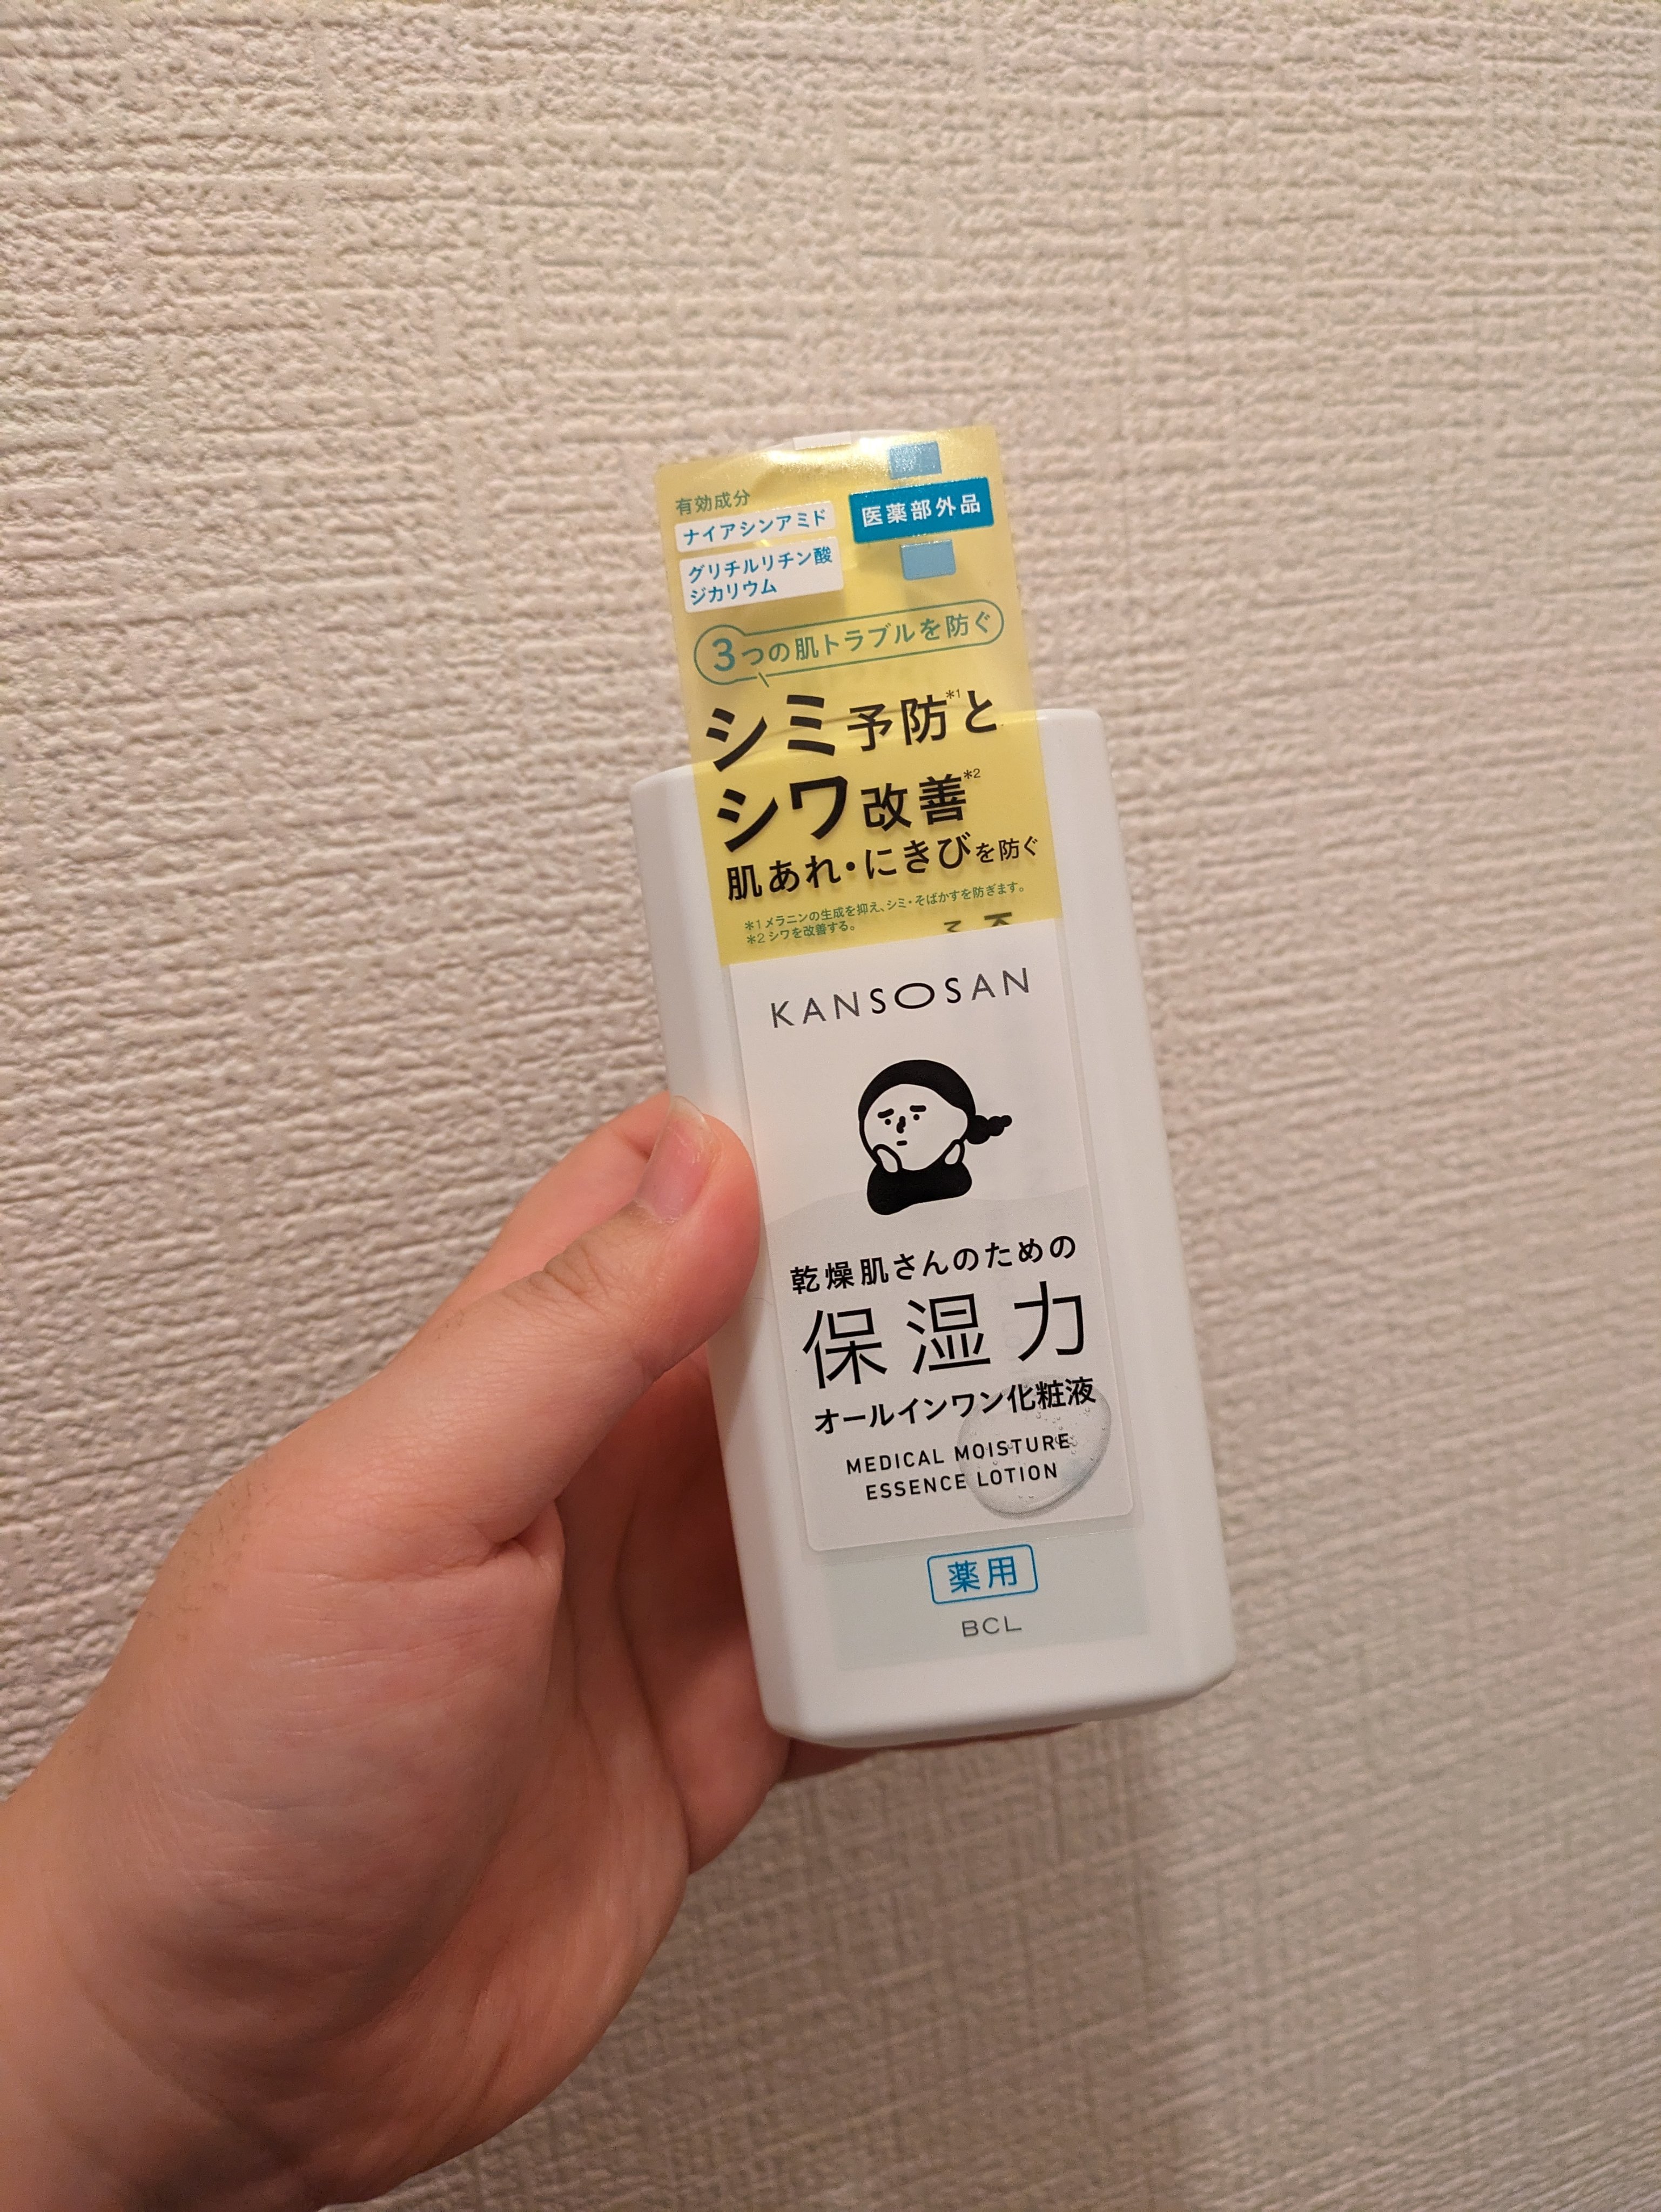 有効成分
ナイアシンアミド
医薬部外品
グリチルリチン酸
ジカリウム
3つの肌トラブルを防ぐ
シミ予防*1と
シワ改善*2
肌あれ・にきびを防ぐ
*1 メラニンの生成を抑え、シミ・そばかすを防ぎます。
*2 シワを改善する。
KANSOSAN
乾燥肌さんのための
保湿力
オールインワン化粧液
MEDICAL MOISTURE
ESSENCE LOTION
薬用
BCL